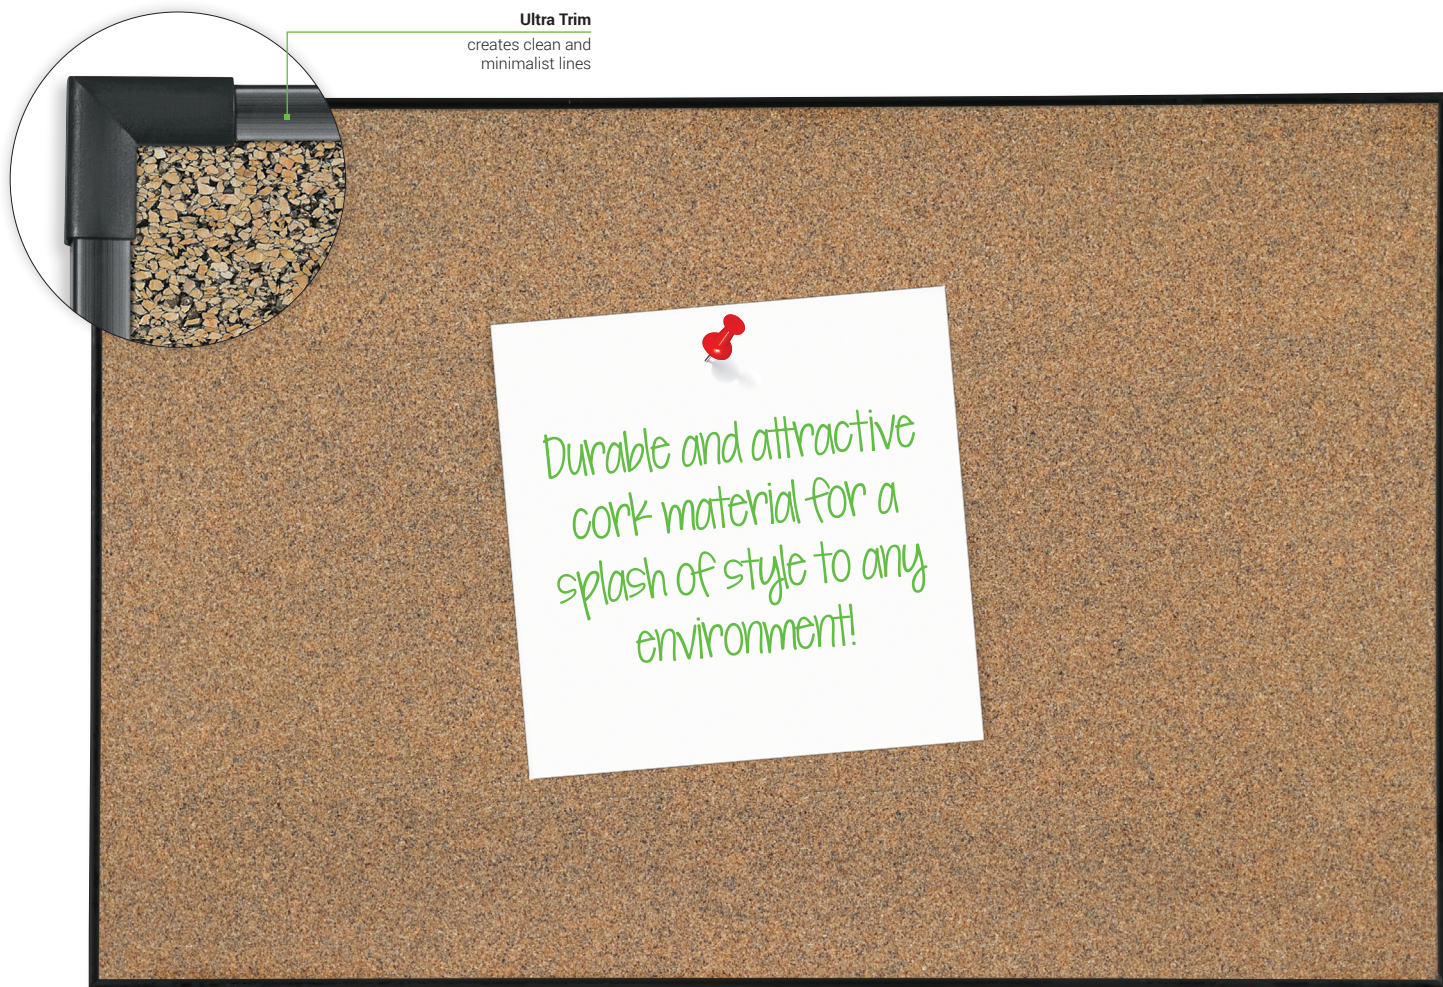 Ultra Trim
creates clean and
minimalist lines
Durable and attractive
cork material for a
splash of style to any
environment!